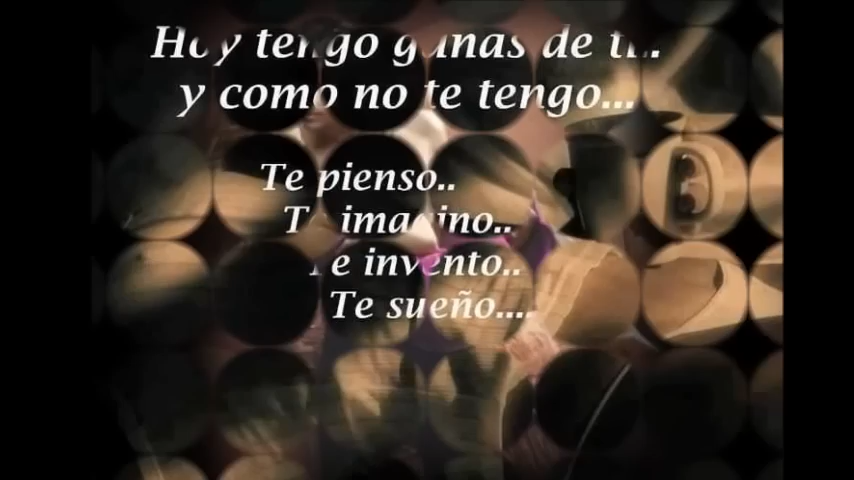 Hoy tengo ganas de ti..
y como no te tengo...
Te pienso..
Te imagino..
Te invento..
Te sueño....